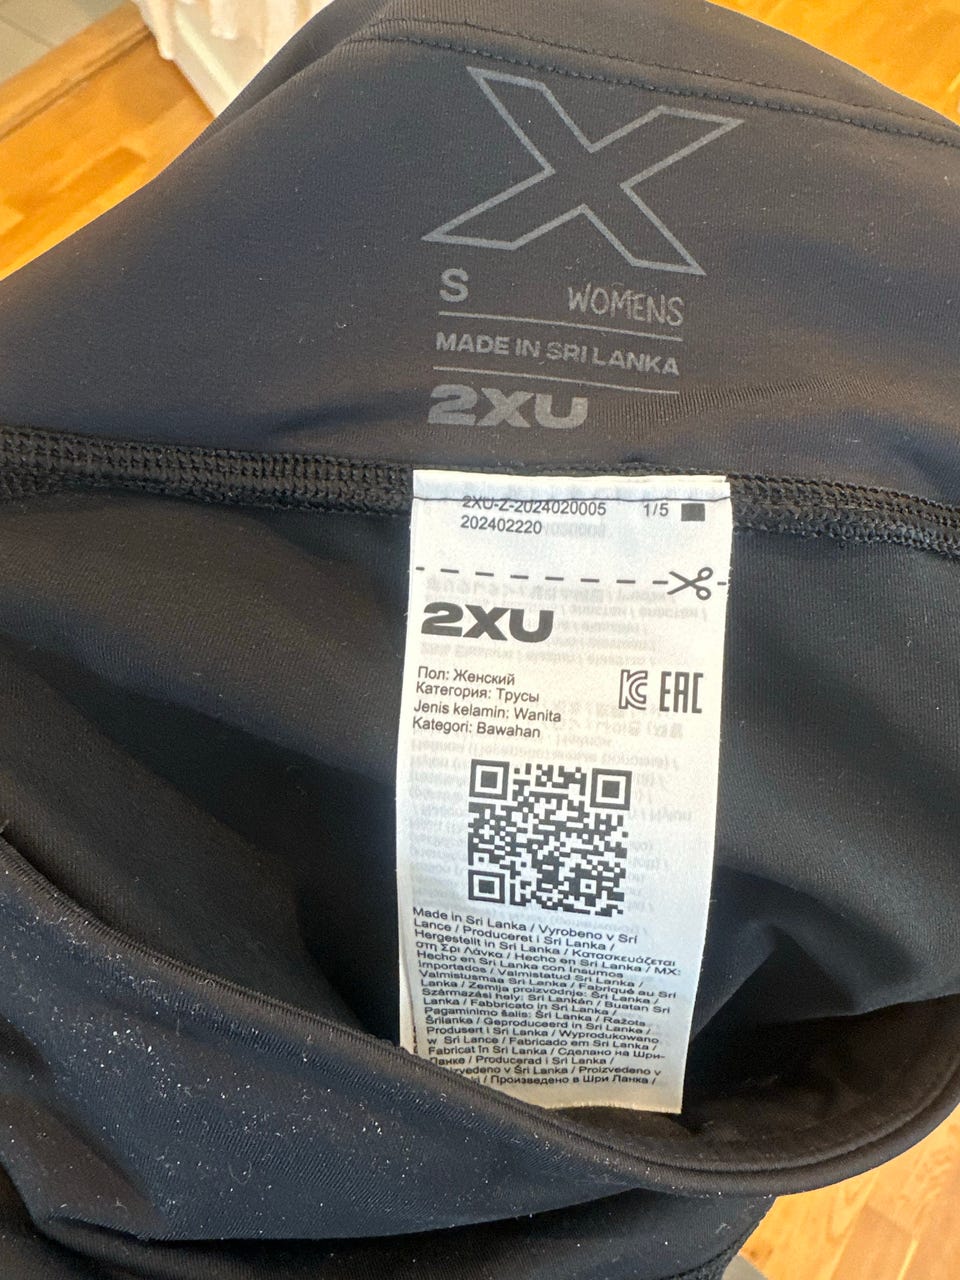 S WOMENS
MADE IN SRI LANKA
2XU
2XU-Z-2024020005 1/5
202402220
2XU
Пол: Женский
Категория: Трусы
Jenis kelamin: Wanita
Kategori: Bawahan
EAC
Made in Sri Lanka / Vyrobeno v Srí
Lance / Produceret i Sri Lanka /
Hergestellt in Sri Lanka / Κατασκευάζεται
στη Σρι Λάνκα / Hecho en Sri Lanka / MX:
Hecho en Sri Lanka con Insumos
Importados / Valmistatud Sri Lanka /
Valmistusmaa Sri Lanka / Fabriqué au Sri
Lanka / Zemlja proizvodnje: Šri Lanka /
Származási hely: Srí Lankán / Buatan Sri
Lanka / Fabbricato in Sri Lanka /
Pagaminimo šalis: Šri Lanka / Ražots
Šrilanka / Geproduceerd in Sri Lanka /
Produsert i Sri Lanka / Wyprodukowano
w Sri Lance / Fabricado em Sri Lanka /
Fabricat în Sri Lanka / Сделано на Шри-
Ланке / Producerad i Sri Lanka /
v Šri Lanka / Proizvedeno v
/ Произведено в Шри Ланка /